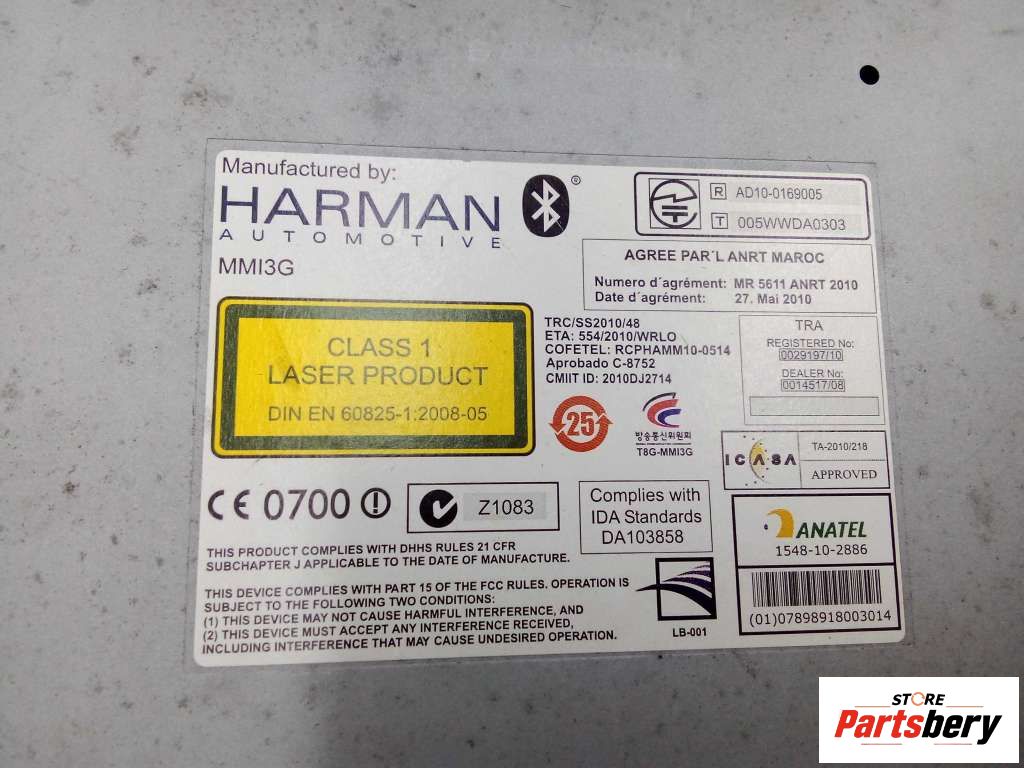 Manufactured by:
HARMAN
AUTOMOTIVE
®
MMI3G
R AD10-0169005
T 005WWDA0303
AGREE PAR´L ANRT MAROC
Numero d´agrément: MR 5611 ANRT 2010
Date d´agrément: 27. Mai 2010
CLASS 1
LASER PRODUCT
DIN EN 60825-1:2008-05
TRC/SS2010/48
ETA: 554/2010/WRLO
COFETEL: RCPHAMM10-0514
Aprobado C-8752
CMIIT ID: 2010DJ2714
TRA
REGISTERED No:
0029197/10
DEALER No:
0014517/08
25
방송통신위원회
T8G-MMI3G
ICASA
TA-2010/218
APPROVED
CE 0700
Z1083
Complies with
IDA Standards
DA103858
ANATEL
1548-10-2886
(01)07898918003014
THIS PRODUCT COMPLIES WITH DHHS RULES 21 CFR
SUBCHAPTER J APPLICABLE TO THE DATE OF MANUFACTURE.
THIS DEVICE COMPLIES WITH PART 15 OF THE FCC RULES. OPERATION IS
SUBJECT TO THE FOLLOWING TWO CONDITIONS:
(1) THIS DEVICE MAY NOT CAUSE HARMFUL INTERFERENCE, AND
(2) THIS DEVICE MUST ACCEPT ANY INTERFERENCE RECEIVED,
INCLUDING INTERFERENCE THAT MAY CAUSE UNDESIRED OPERATION.
LB-001
STORE
Partsbery